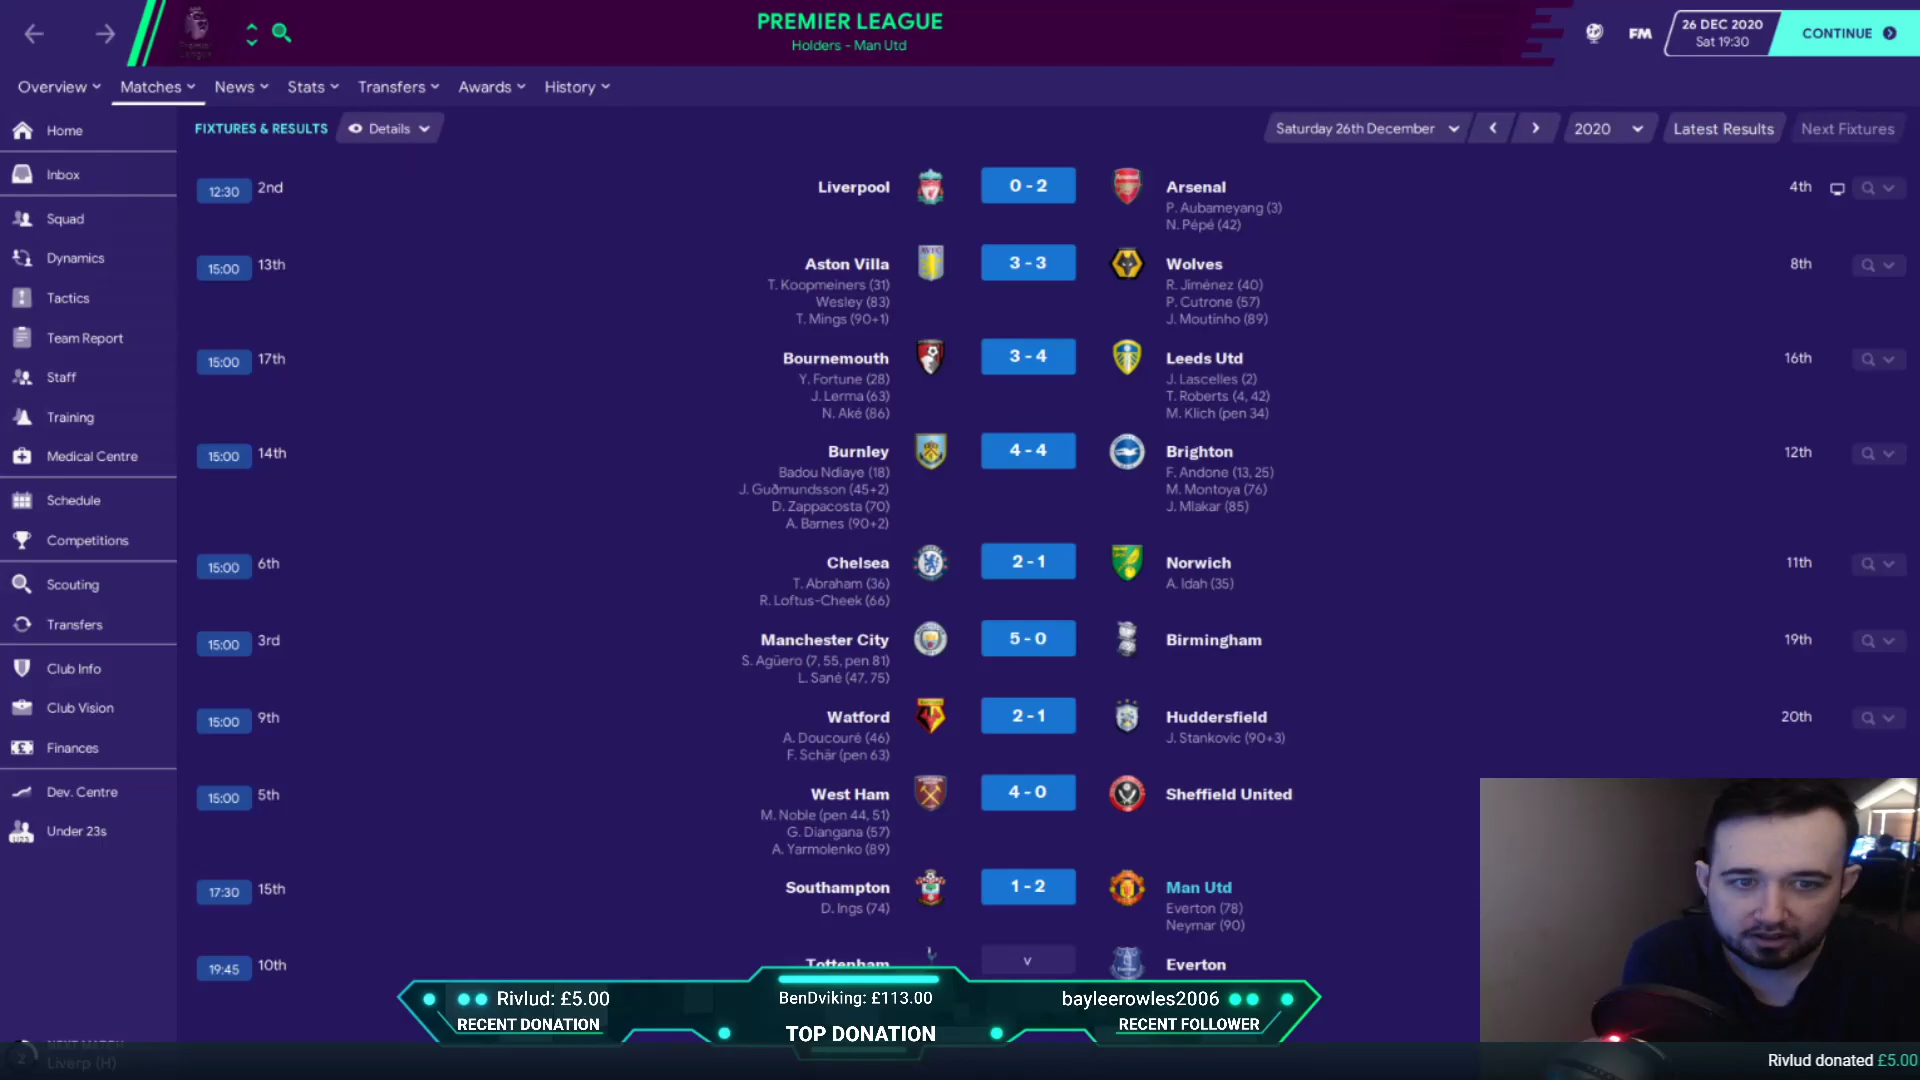 PREMIER LEAGUE
Holders - Man Utd
FM
26 DEC 2020
Sat 19:30
CONTINUE
Overview Matches News Stats Transfers Awards History
Home
Inbox
Squad
Dynamics
Tactics
Team Report
Staff
Training
Medical Centre
Schedule
Competitions
Scouting
Transfers
Club Info
Club Vision
Finances
Dev. Centre
Under 23s
FIXTURES & RESULTS Details Saturday 26th December 2020 Latest Results Next Fixtures
12:30 2nd Liverpool 0 - 2 Arsenal 4th
P. Aubameyang (3)
N. Pépé (42)
15:00 13th Aston Villa 3 - 3 Wolves 8th
T. Koopmeiners (31) R. Jiménez (40)
Wesley (83) P. Cutrone (57)
T. Mings (90+1) J. Moutinho (89)
15:00 17th Bournemouth 3 - 4 Leeds Utd 16th
Y. Fortune (28) J. Lascelles (2)
J. Lerma (63) T. Roberts (4, 42)
N. Aké (86) M. Klich (pen 34)
15:00 14th Burnley 4 - 4 Brighton 12th
Badou Ndiaye (18) F. Andone (13, 25)
J. Guðmundsson (45+2) M. Montoya (76)
D. Zappacosta (70) J. Mlakar (85)
A. Barnes (90+2)
15:00 6th Chelsea 2 - 1 Norwich 11th
T. Abraham (36) A. Idah (35)
R. Loftus-Cheek (66)
15:00 3rd Manchester City 5 - 0 Birmingham 19th
S. Agüero (7, 55, pen 81)
L. Sané (47, 75)
15:00 9th Watford 2 - 1 Huddersfield 20th
A. Doucouré (46) J. Stankovic (90+3)
F. Schär (pen 63)
15:00 5th West Ham 4 - 0 Sheffield United
M. Noble (pen 44, 51)
G. Diangana (57)
A. Yarmolenko (89)
17:30 15th Southampton 1 - 2 Man Utd
D. Ings (74) Everton (78)
Neymar (90)
19:45 10th Tottenham v Everton
Rivlud: £5.00
RECENT DONATION
BenDviking: £113.00
TOP DONATION
bayleerowles2006
RECENT FOLLOWER
NEXT MATCH
Liverp (H)
Rivlud donated £5.00